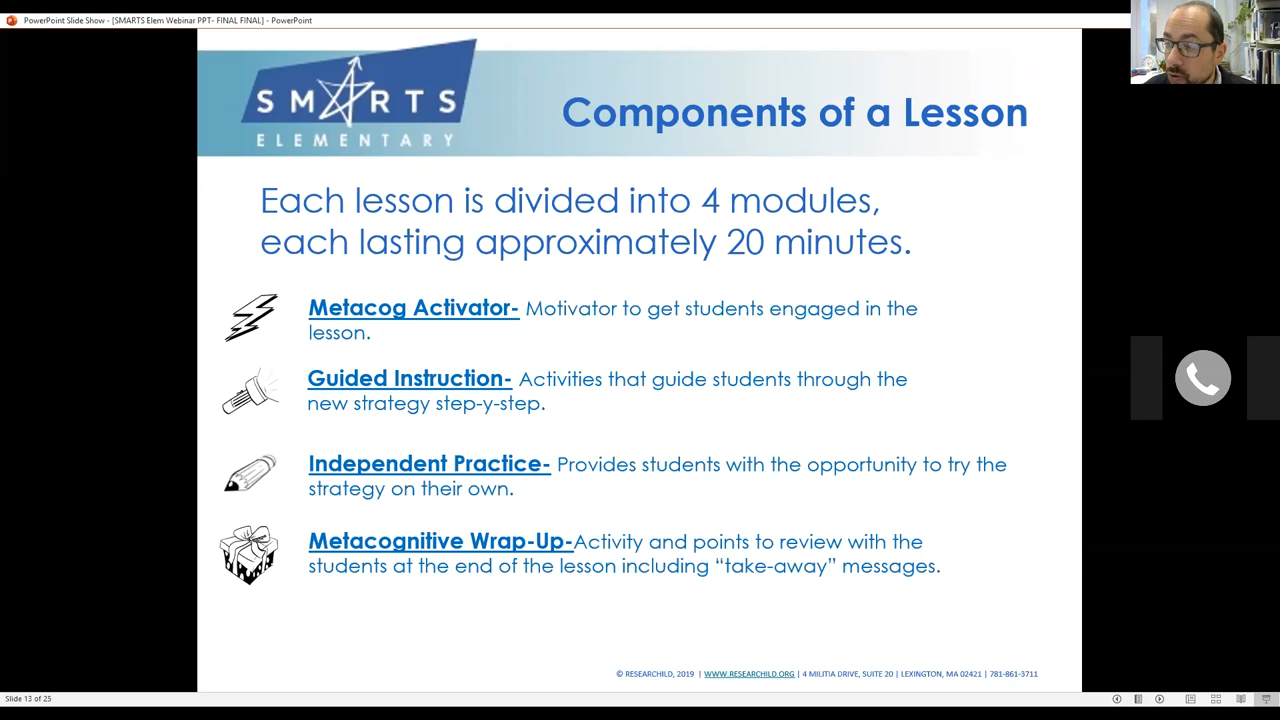 PowerPoint Slide Show - [SMARTS Elem Webinar PPT- FINAL FINAL] - PowerPoint
SMARTS
ELEMENTARY
Components of a Lesson
Each lesson is divided into 4 modules,
each lasting approximately 20 minutes.
Metacog Activator- Motivator to get students engaged in the
lesson.
Guided Instruction- Activities that guide students through the
new strategy step-y-step.
Independent Practice- Provides students with the opportunity to try the
strategy on their own.
Metacognitive Wrap-Up-Activity and points to review with the
students at the end of the lesson including “take-away” messages.
© RESEARCHILD, 2019 | WWW.RESEARCHILD.ORG | 4 MILITIA DRIVE, SUITE 20 | LEXINGTON, MA 02421 | 781-861-3711
Slide 13 of 25